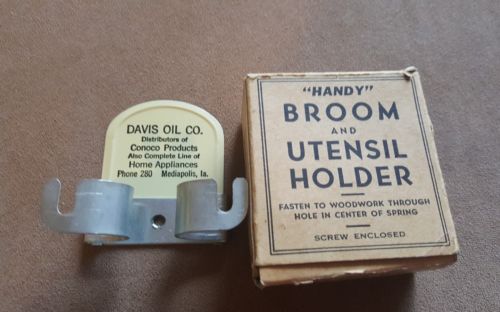 DAVIS OIL CO.
Distributors of
Conoco Products
Also Complete Line of
Home Appliances
Phone 280 Mediapolis, Ia.
"HANDY"
BROOM
AND
UTENSIL
HOLDER
FASTEN TO WOODWORK THROUGH
HOLE IN CENTER OF SPRING
SCREW ENCLOSED